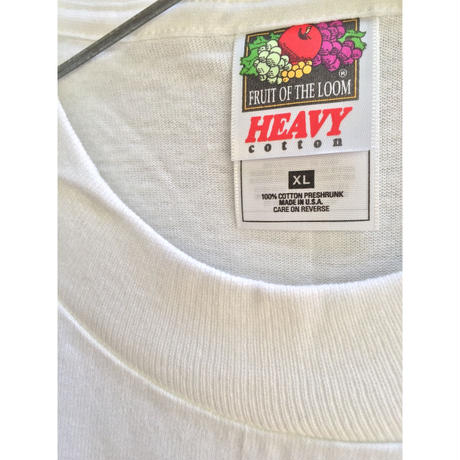 FRUIT OF THE LOOM
®
HEAVY
cotton
XL
100% COTTON PRESHRUNK
MADE IN U.S.A.
CARE ON REVERSE